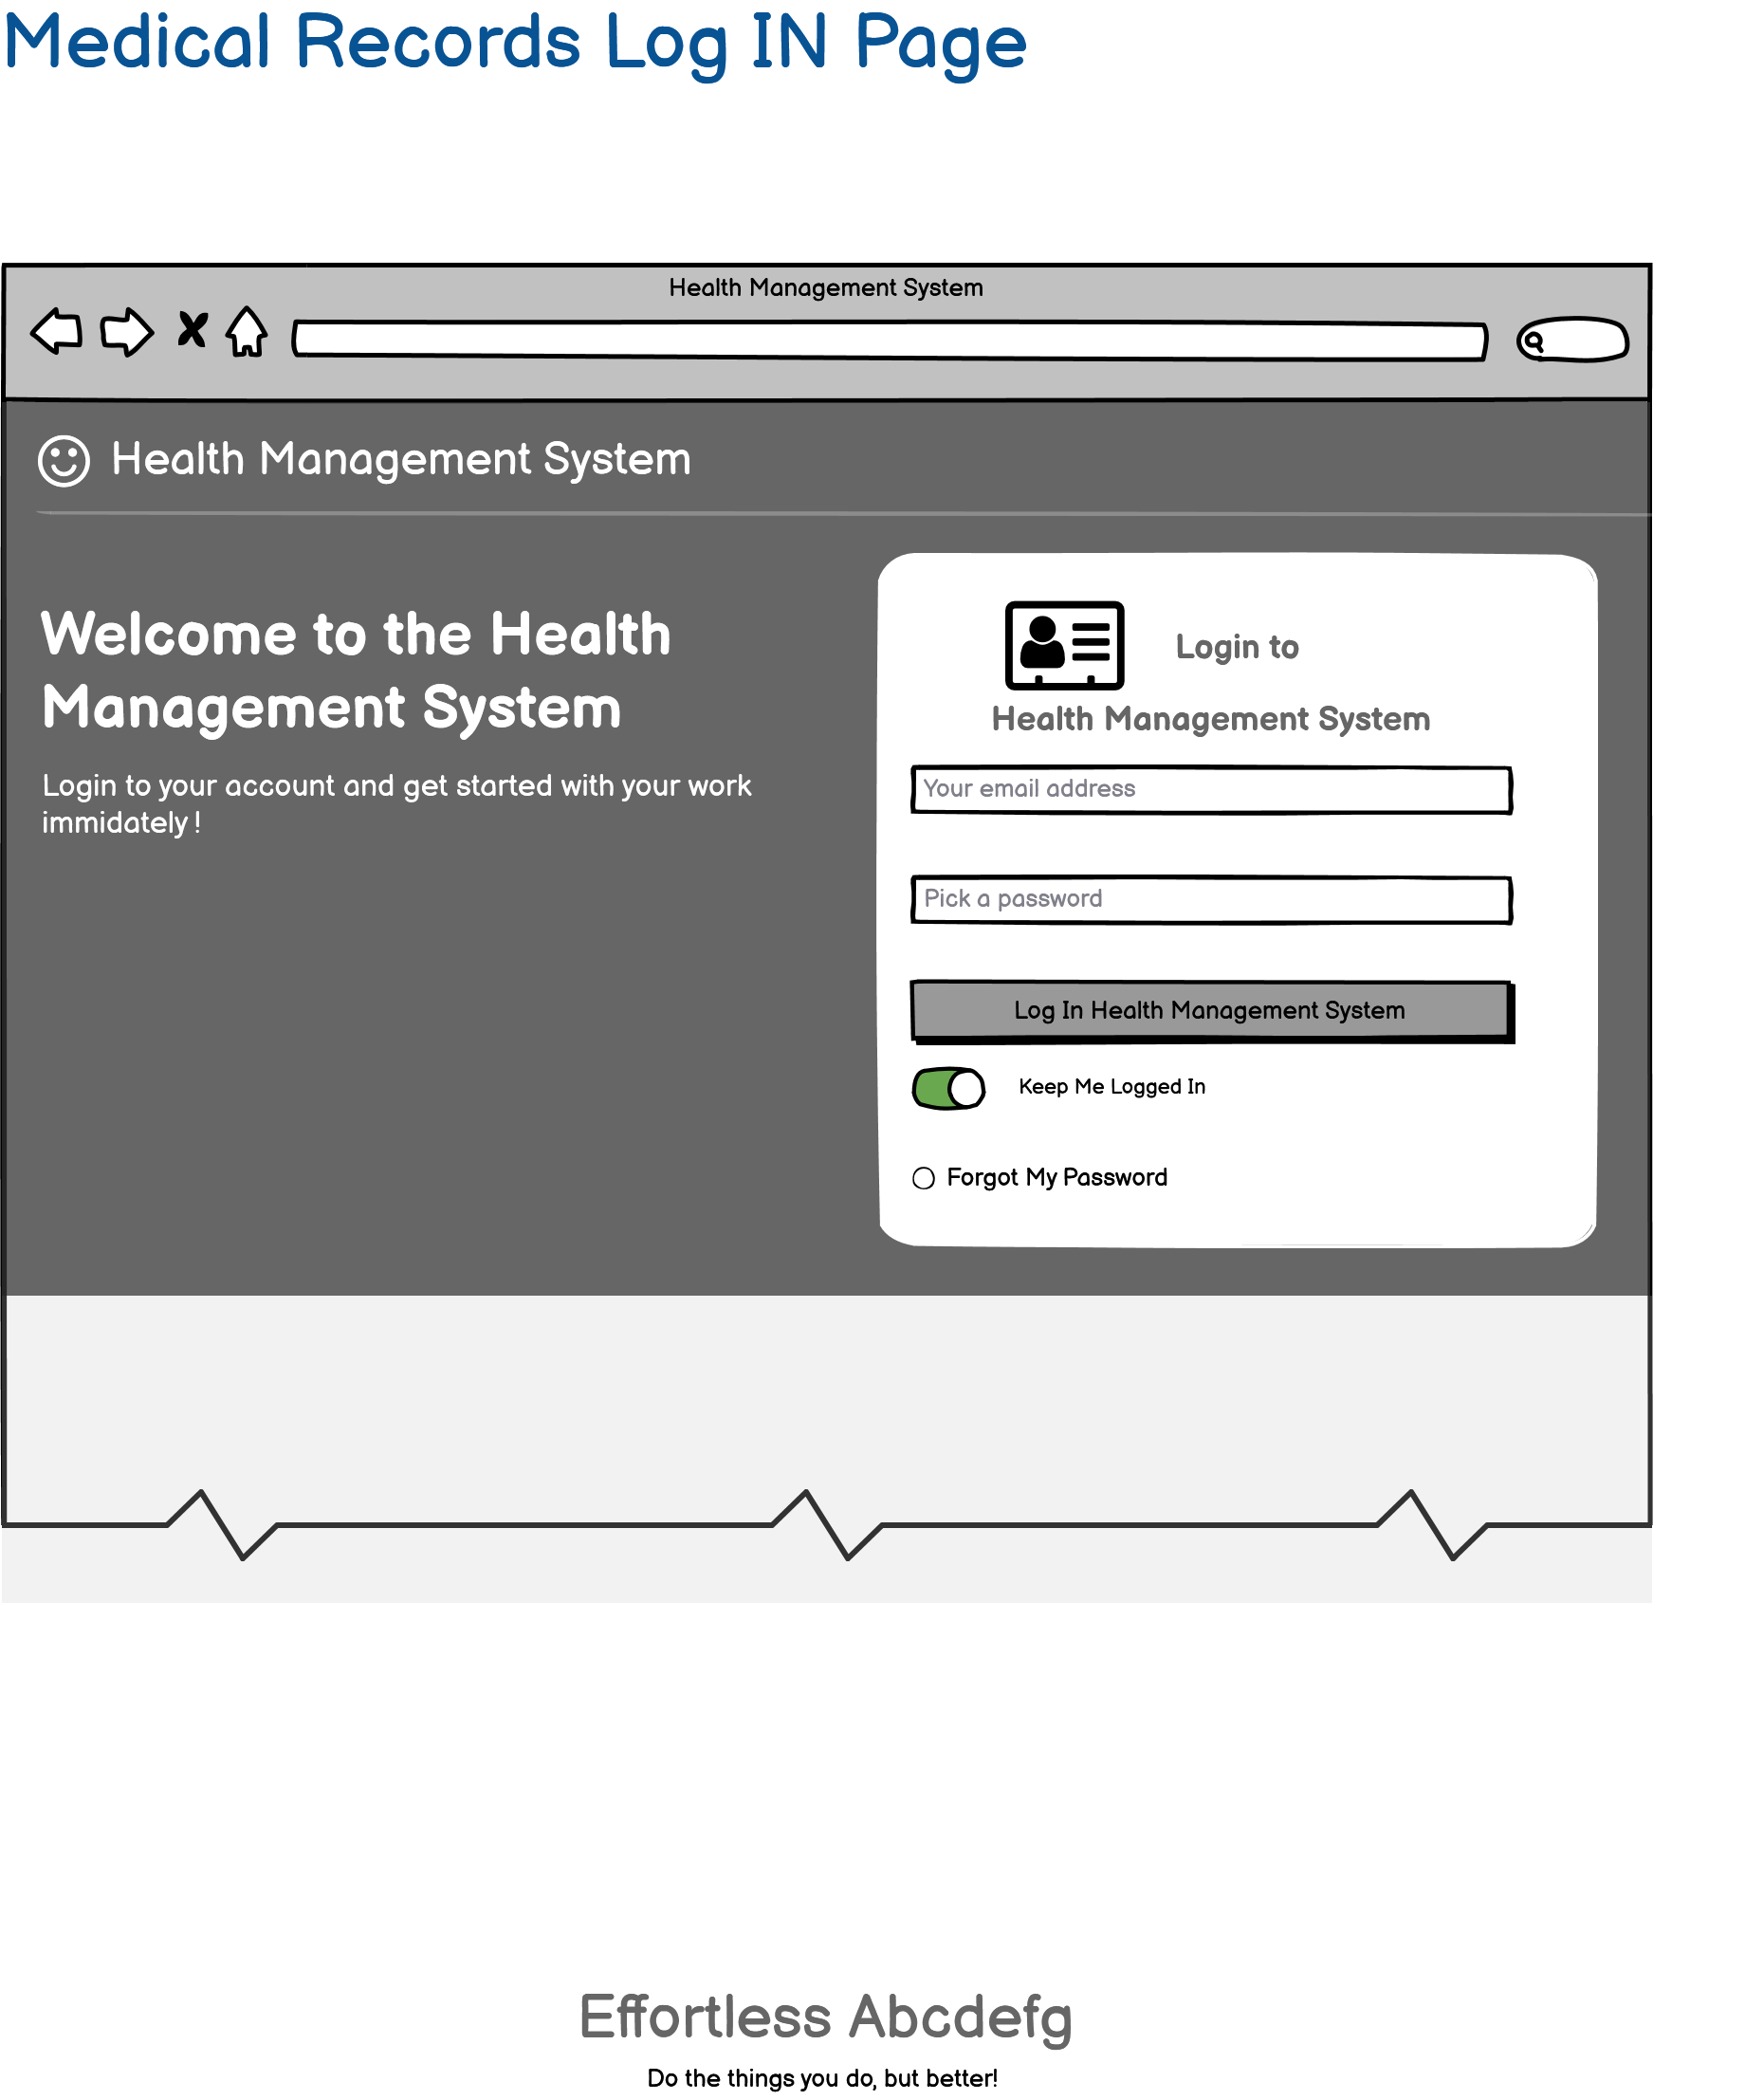 Medical Records Log IN Page
Health Management System
Health Management System
Welcome to the Health
Management System
Login to your account and get started with your work
immidately !
Login to
Health Management System
Your email address
Pick a password
Log In Health Management System
Keep Me Logged In
Forgot My Password
Effortless Abcdefg
Do the things you do, but better!